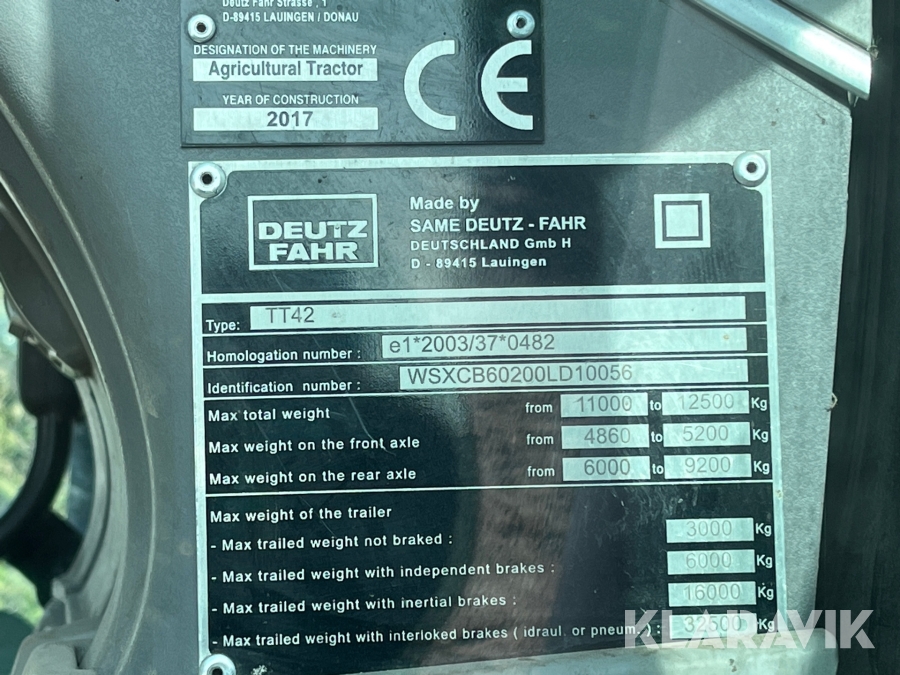 Deutz Fahr Strasse , 1
D-89415 LAUINGEN / DONAU
DESIGNATION OF THE MACHINERY
Agricultural Tractor
YEAR OF CONSTRUCTION
2017
CE
DEUTZ
FAHR
Made by
SAME DEUTZ - FAHR
DEUTSCHLAND Gmb H
D - 89415 Lauingen
Type: TT42
Homologation number : e1*2003/37*0482
Identification number : WSXCB60200LD10056
Max total weight from 11000 to 12500 Kg
Max weight on the front axle from 4860 to 5200 Kg
Max weight on the rear axle from 6000 to 9200 Kg
Max weight of the trailer
- Max trailed weight not braked : 3000 Kg
- Max trailed weight with independent brakes : 6000 Kg
- Max trailed weight with inertial brakes : 16000 Kg
- Max trailed weight with interloked brakes ( idraul. or pneum. ) : 32500 Kg
KLARAVIK